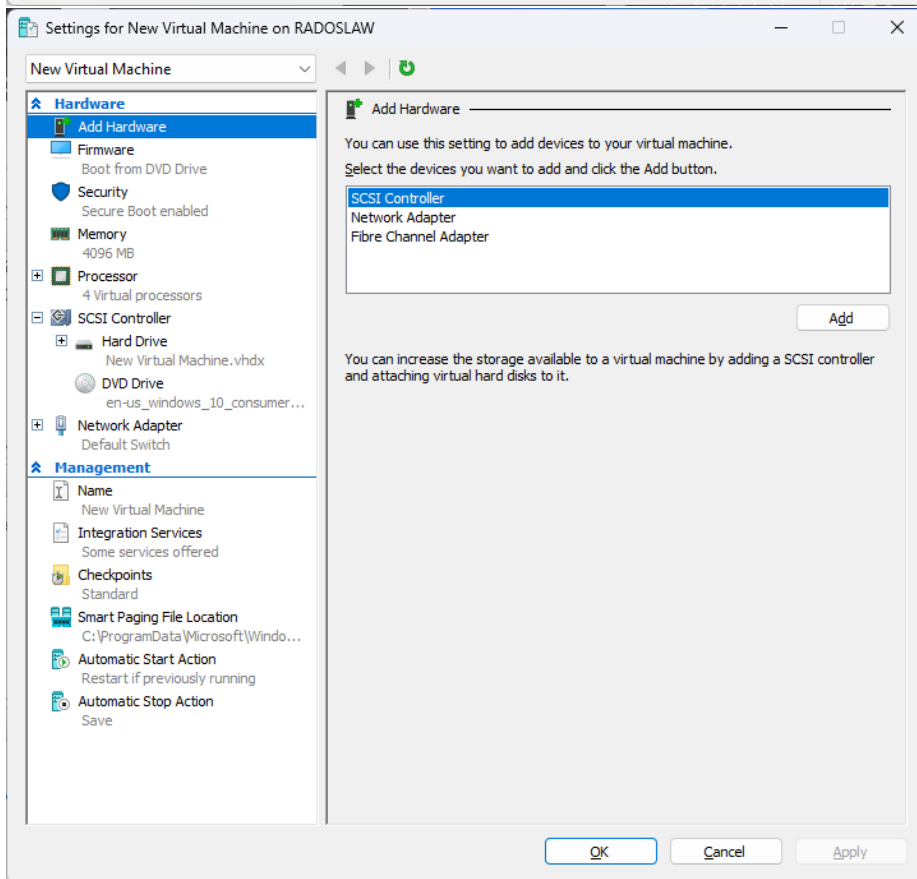 Settings for New Virtual Machine on RADOSLAW
New Virtual Machine
Hardware
Add Hardware
Firmware
Boot from DVD Drive
Security
Secure Boot enabled
Memory
4096 MB
Processor
4 Virtual processors
SCSI Controller
Hard Drive
New Virtual Machine.vhdx
DVD Drive
en-us_windows_10_consumer...
Network Adapter
Default Switch
Management
Name
New Virtual Machine
Integration Services
Some services offered
Checkpoints
Standard
Smart Paging File Location
C:\ProgramData\Microsoft\Windo...
Automatic Start Action
Restart if previously running
Automatic Stop Action
Save
Add Hardware
You can use this setting to add devices to your virtual machine.
Select the devices you want to add and click the Add button.
SCSI Controller
Network Adapter
Fibre Channel Adapter
Add
You can increase the storage available to a virtual machine by adding a SCSI controller
and attaching virtual hard disks to it.
OK
Cancel
Apply